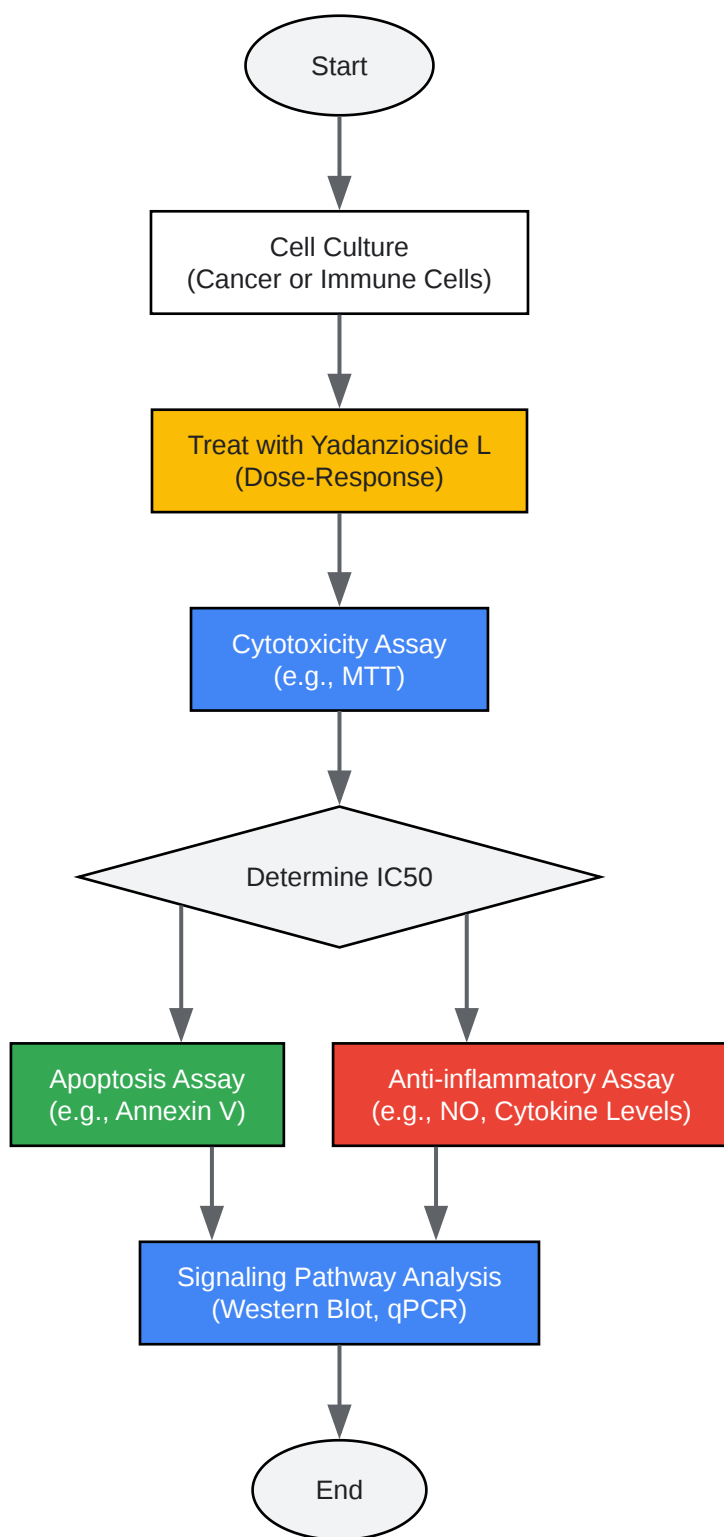 Start
Cell Culture
(Cancer or Immune Cells)
Treat with Yadanzioside L
(Dose-Response)
Cytotoxicity Assay
(e.g., MTT)
Determine IC50
Apoptosis Assay
(e.g., Annexin V)
Anti-inflammatory Assay
(e.g., NO, Cytokine Levels)
Signaling Pathway Analysis
(Western Blot, qPCR)
End